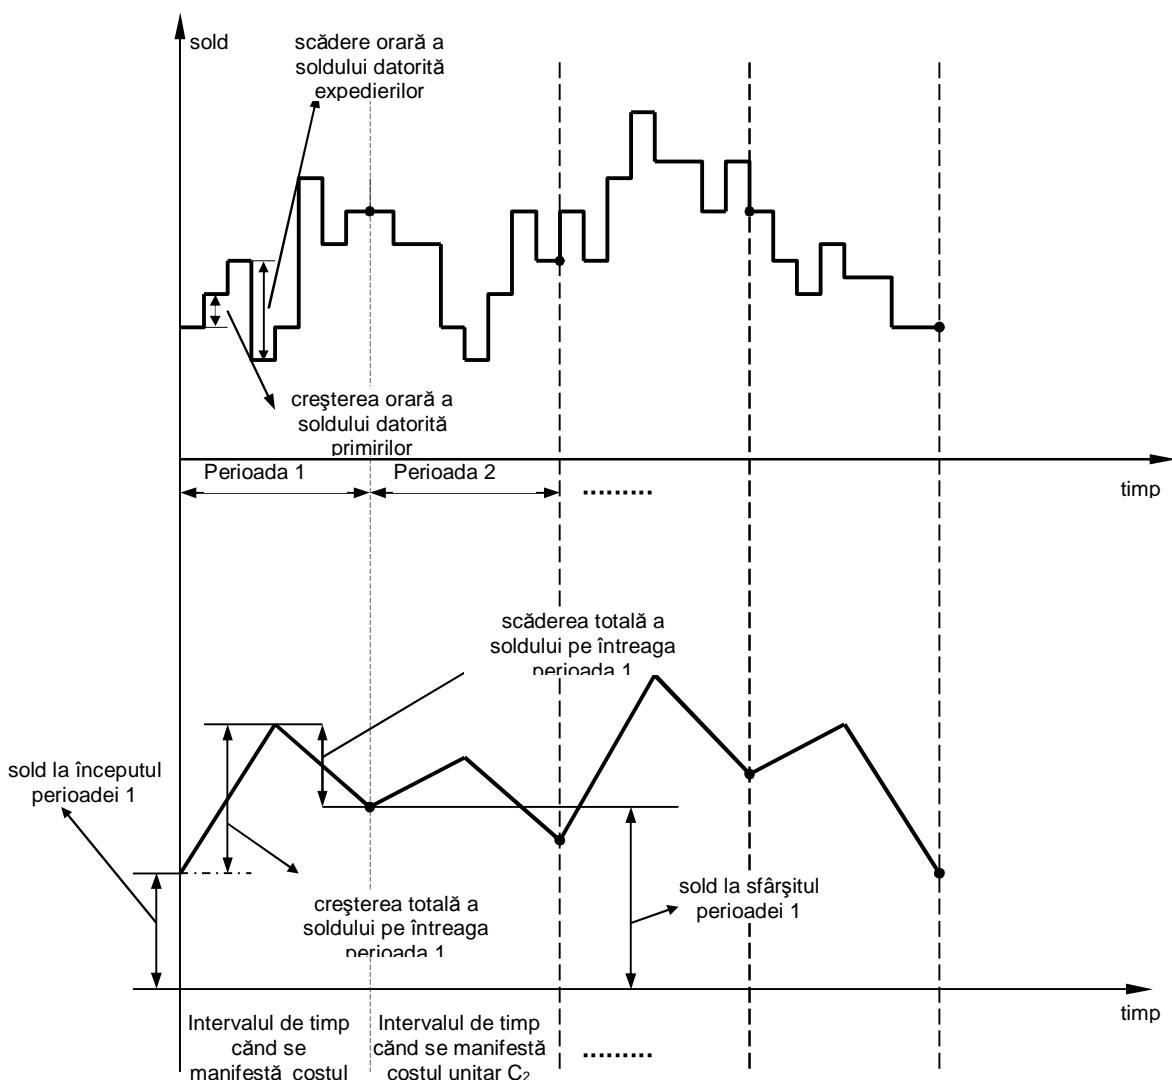 sold
scădere orară a
soldului datorită
expedierilor
creşterea orară a
soldului datorită
primirilor
Perioada 1
Perioada 2
.........
timp
scăderea totală a
soldului pe întreaga
perioada 1
sold la începutul
perioadei 1
creşterea totală a
soldului pe întreaga
perioada 1
sold la sfârşitul
perioadei 1
timp
Intervalul de timp
cănd se
manifestă costul
Intervalul de timp
cănd se manifestă
costul unitar C2
.........